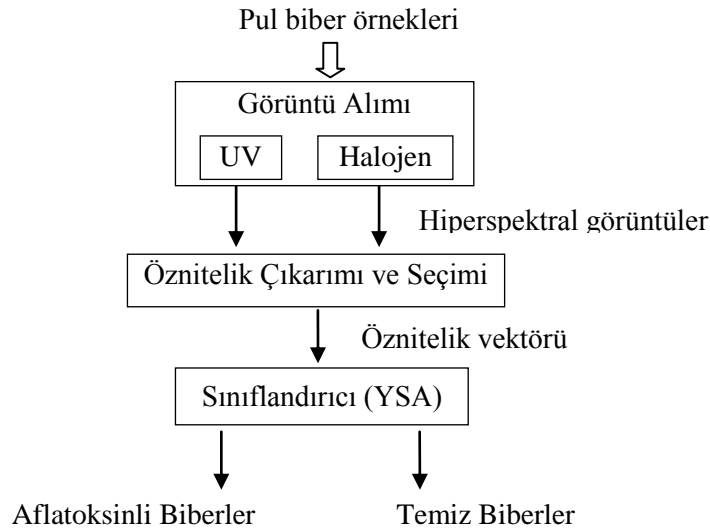 Pul biber örnekleri
Görüntü Alımı
UV Halojen
Hiperspektral görüntüler
Öznitelik Çıkarımı ve Seçimi
Öznitelik vektörü
Sınıflandırıcı (YSA)
Aflatoksinli Biberler Temiz Biberler